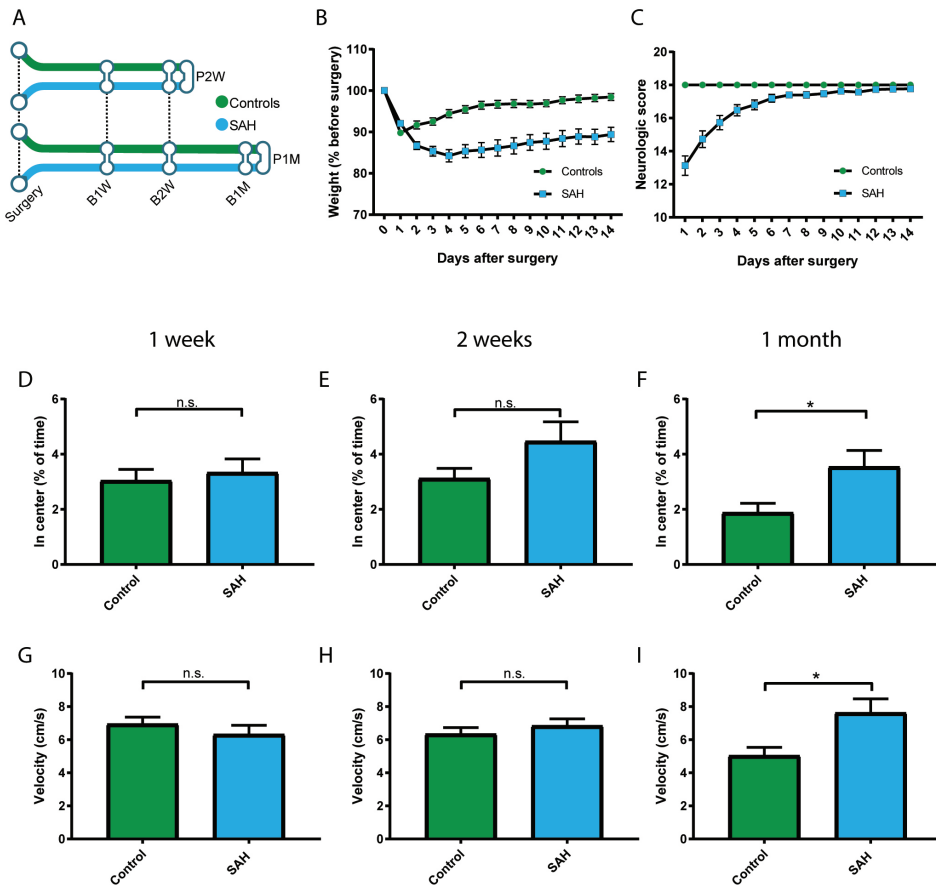 A
P2W
Controls
SAH
P1M
Surgery
B1W
B2W
B1M
B
110
100
90
80
70
Weight (% before surgery)
Controls
SAH
0 1 2 3 4 5 6 7 8 9 10 11 12 13 14
Days after surgery
C
20
18
16
14
12
10
Neurologic score
Controls
SAH
1 2 3 4 5 6 7 8 9 10 11 12 13 14
Days after surgery
1 week
2 weeks
1 month
D
6
4
2
0
In center (% of time)
n.s.
Control
SAH
E
6
4
2
0
In center (% of time)
n.s.
Control
SAH
F
6
4
2
0
In center (% of time)
*
Control
SAH
G
10
8
6
4
2
0
Velocity (cm/s)
n.s.
Control
SAH
H
10
8
6
4
2
0
Velocity (cm/s)
n.s.
Control
SAH
I
10
8
6
4
2
0
Velocity (cm/s)
*
Control
SAH